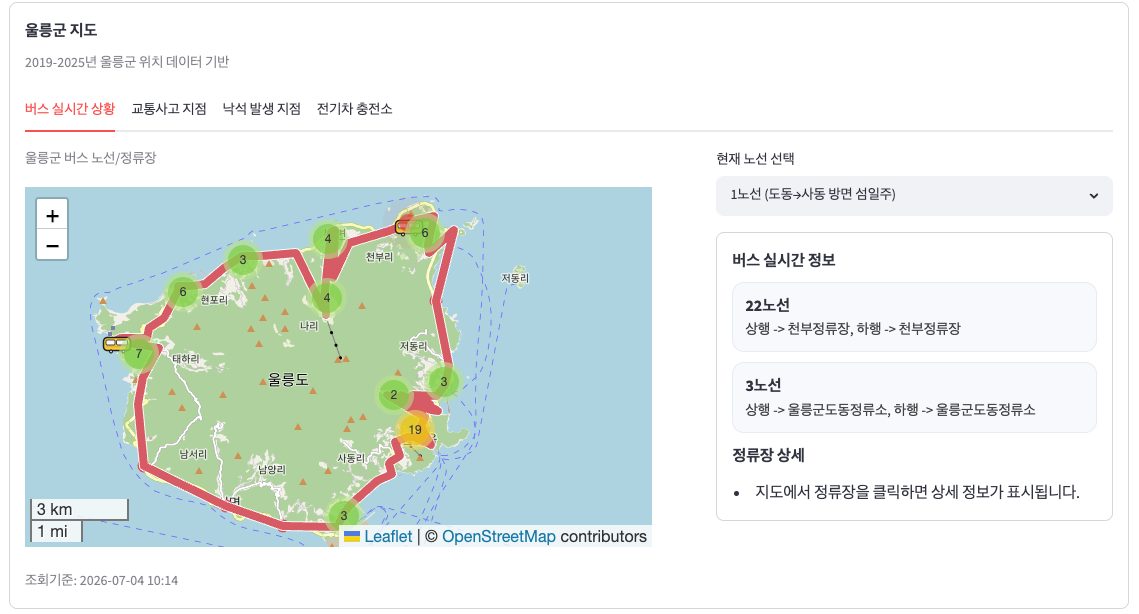 울릉군 지도
2019-2025년 울릉군 위치 데이터 기반
버스 실시간 상황 교통사고 지점 낙석 발생 지점 전기차 충전소
울릉군 버스 노선/정류장
+
−
4
6
3
천부리
저동리
6
현포리
4
나리
7
태하리
저동리
울릉도
3
2
19
남서리
사동리
남양리
3
3 km
1 mi
Leaflet | © OpenStreetMap contributors
조회기준: 2026-07-04 10:14
현재 노선 선택
1노선 (도동→사동 방면 섬일주)
버스 실시간 정보
22노선
상행 -> 천부정류장, 하행 -> 천부정류장
3노선
상행 -> 울릉군도동정류소, 하행 -> 울릉군도동정류소
정류장 상세
• 지도에서 정류장을 클릭하면 상세 정보가 표시됩니다.